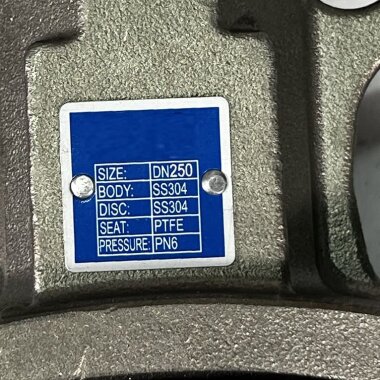 SIZE: DN250
BODY: SS304
DISC: SS304
SEAT: PTFE
PRESSURE: PN6